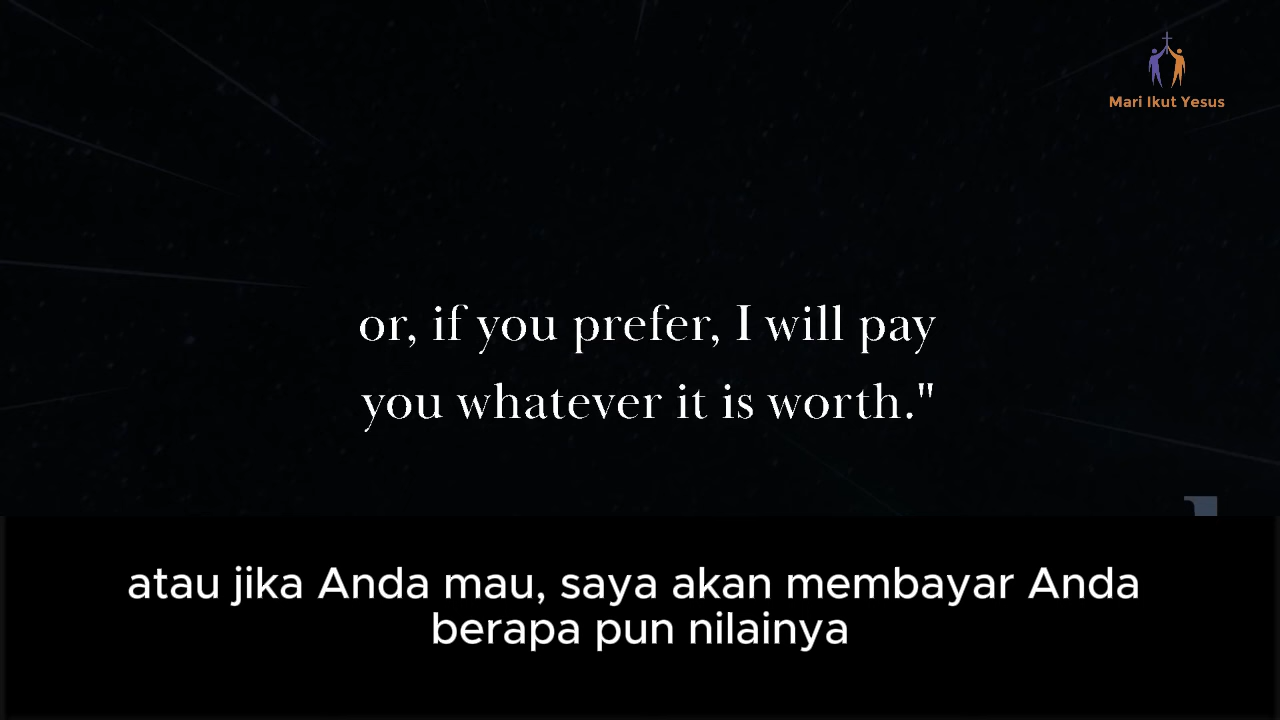 Mari Ikut Yesus
or, if you prefer, I will pay
you whatever it is worth."
atau jika Anda mau, saya akan membayar Anda
berapa pun nilainya